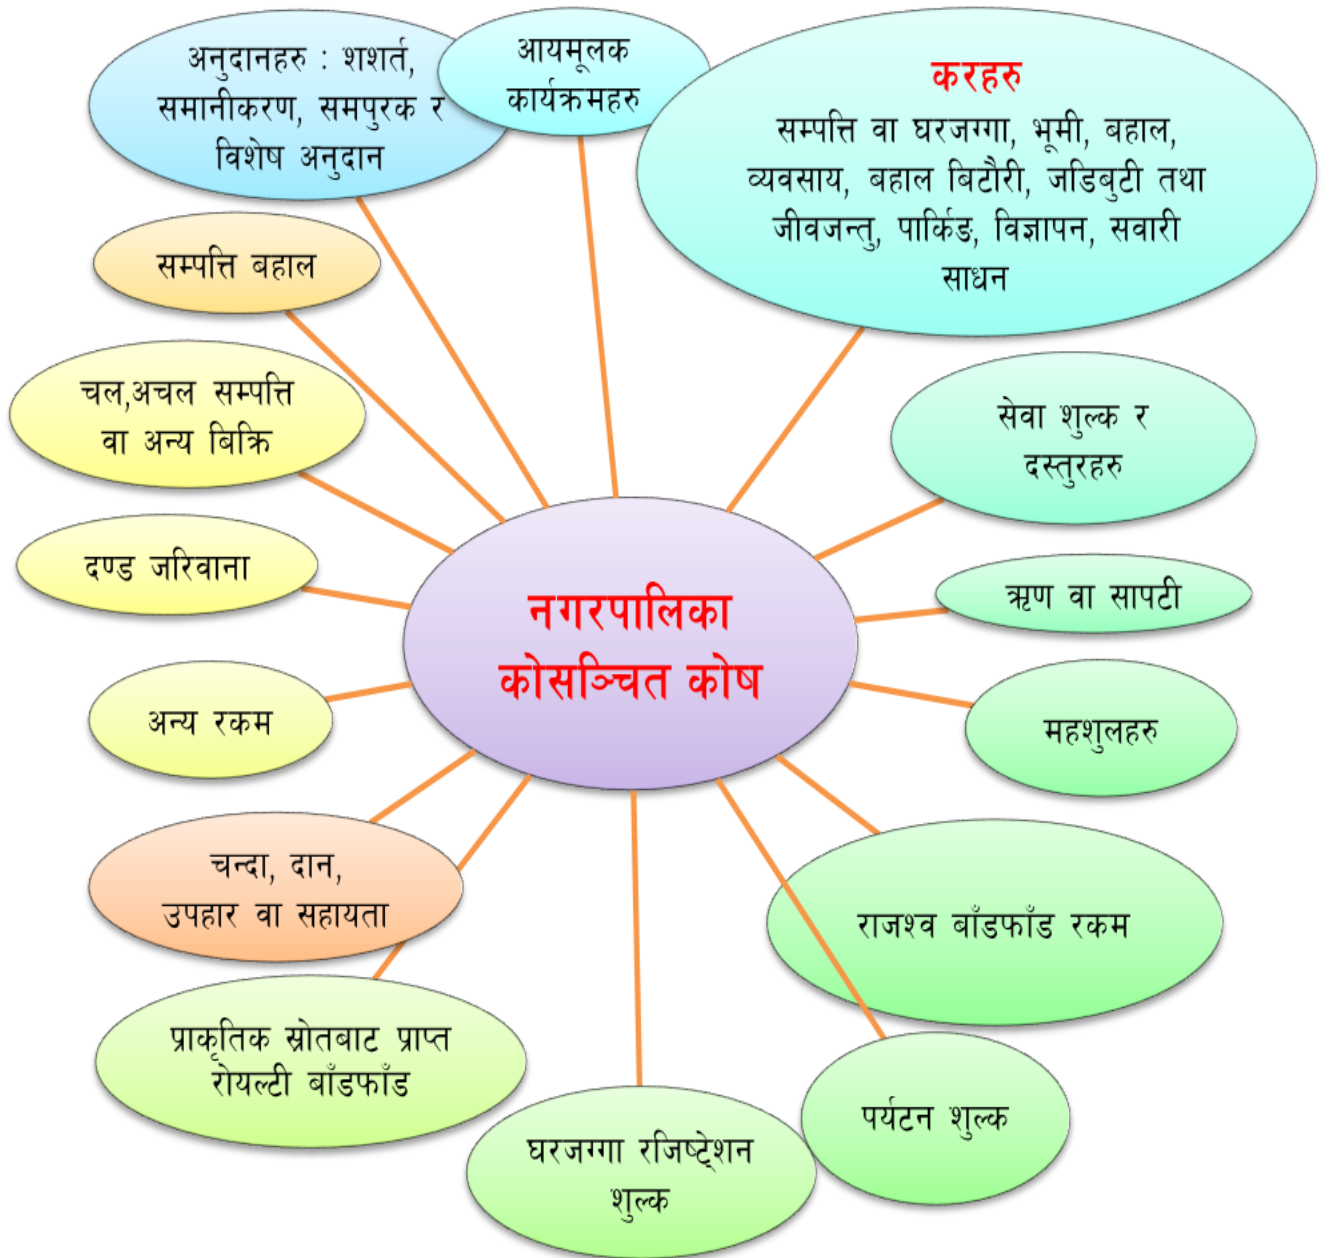 अनुदानहरु : शशर्त,
समानीकरण, समपुरक र
विशेष अनुदान
आयमूलक
कार्यक्रमहरु
करहरु
सम्पत्ति वा घरजग्गा, भूमी, बहाल,
व्यवसाय, बहाल बिटौरी, जडिबुटी तथा
जीवजन्तु, पार्किङ, विज्ञापन, सवारी
साधन
सम्पत्ति बहाल
चल,अचल सम्पत्ति
वा अन्य बिक्रि
सेवा शुल्क र
दस्तुरहरु
दण्ड जरिवाना
ऋण वा सापटी
नगरपालिका
कोसञ्चित कोष
अन्य रकम
महशुलहरु
चन्दा, दान,
उपहार वा सहायता
राजश्व बाँडफाँड रकम
प्राकृतिक स्रोतबाट प्राप्त
रोयल्टी बाँडफाँड
पर्यटन शुल्क
घरजग्गा रजिष्ट्रेशन
शुल्क